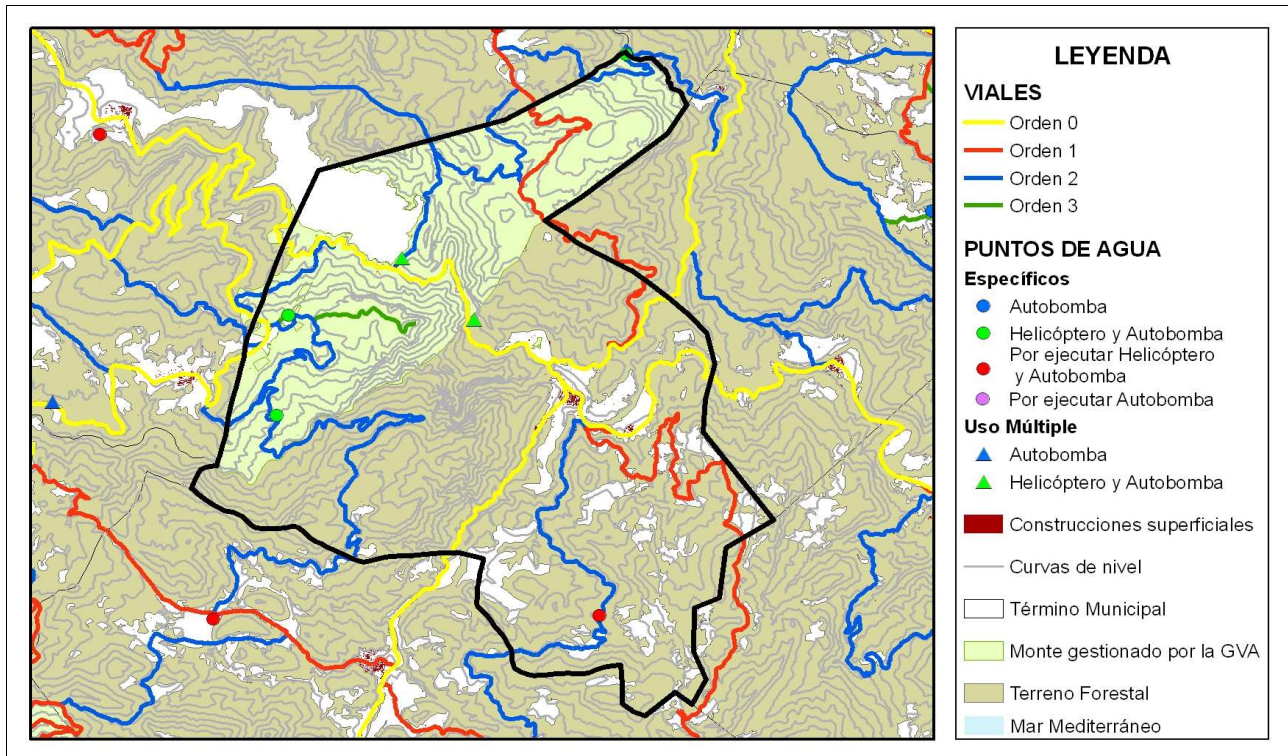 LEYENDA
VIALES
Orden 0
Orden 1
Orden 2
Orden 3
PUNTOS DE AGUA
Específicos
Autobomba
Helicóptero y Autobomba
Por ejecutar Helicóptero
y Autobomba
Por ejecutar Autobomba
Uso Múltiple
Autobomba
Helicóptero y Autobomba
Construcciones superficiales
Curvas de nivel
Término Municipal
Monte gestionado por la GVA
Terreno Forestal
Mar Mediterráneo